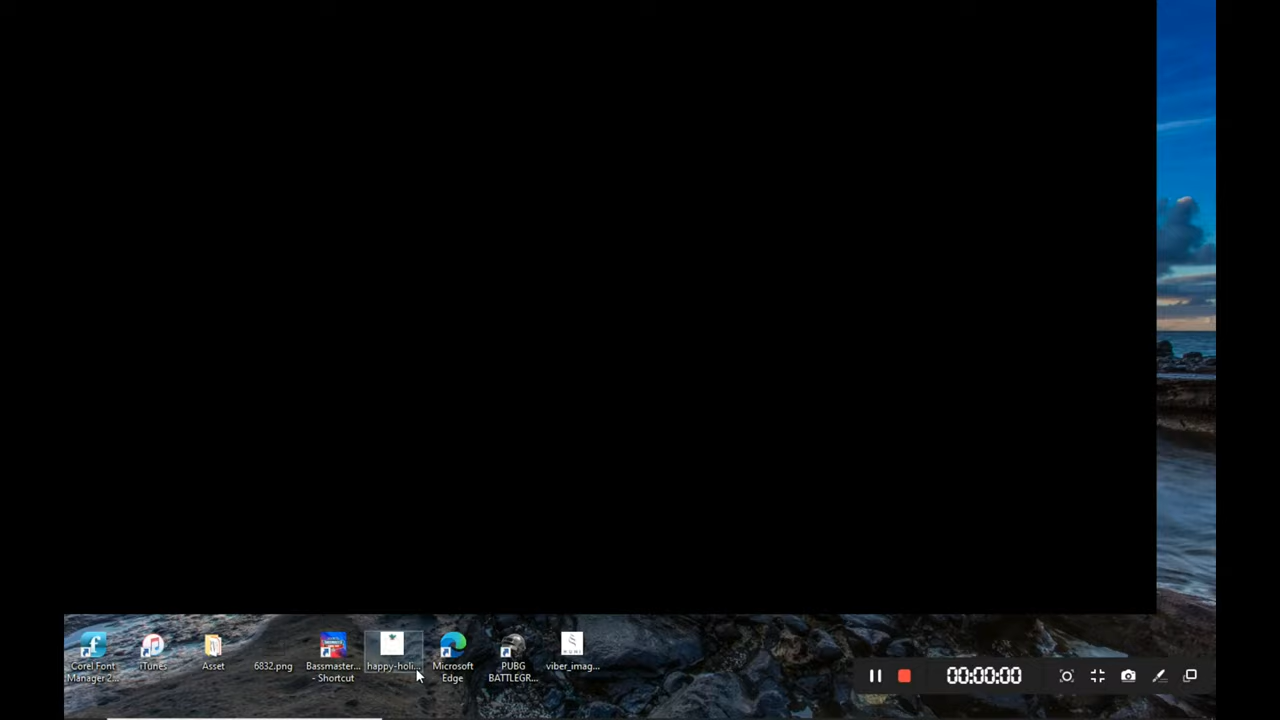 Corel Font
Manager 2...
iTunes
Asset
6832.png
Bassmaster...
- Shortcut
happy-holi...
Microsoft
Edge
PUBG
BATTLEGR...
viber_imag...
00:00:00